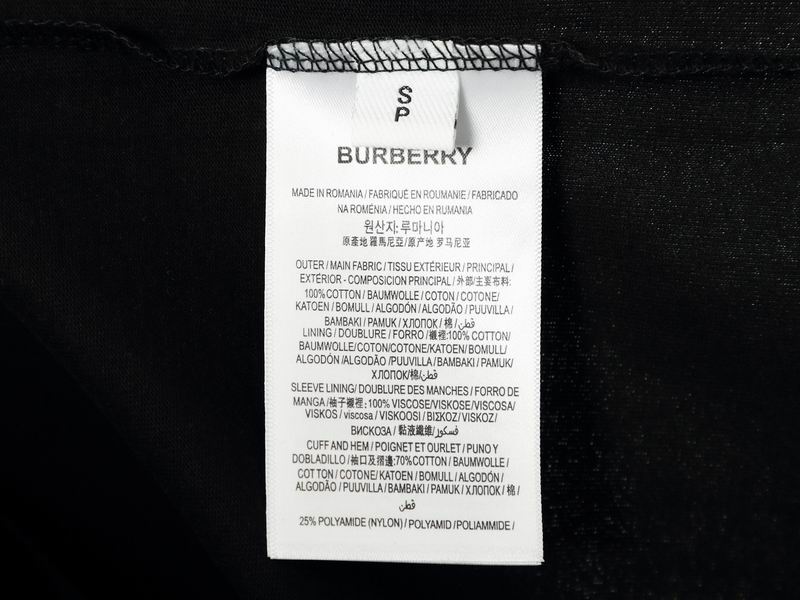 S
P
BURBERRY
MADE IN ROMANIA / FABRIQUÉ EN ROUMANIE / FABRICADO
NA ROMÉNIA / HECHO EN RUMANIA
원산지:루마니아
原產地 羅馬尼亞/原产地 罗马尼亚
OUTER / MAIN FABRIC / TISSU EXTÉRIEUR / PRINCIPAL /
EXTÉRIOR - COMPOSICION PRINCIPAL / 外部/主要布料:
100% COTTON / BAUMWOLLE / COTON / COTONE/
KATOEN / BOMULL / ALGODÓN / ALGODÃO / PUUVILLA /
BAMBAKI / PAMUK / ХЛОПОК / 棉 / قطن
LINING / DOUBLURE / FORRO /襯裡:100% COTTON/
BAUMWOLLE/COTON/COTONE/KATOEN/ BOMULL/
ALGODÓN /ALGODÃO /PUUVILLA / BAMBAKI / PAMUK/
ХЛОПОК/棉/قطن
SLEEVE LINING/ DOUBLURE DES MANCHES / FORRO DE
MANGA /袖子襯裡: 100% VISCOSE/VISKOSE/VISCOSA/
VISKOS / viscosa / VISKOOSI / ΒΙΣΚΟΖ/ VISKOZ/
ВИСКОЗА / 黏液纖維/فسكوز
CUFF AND HEM / POIGNET ET OURLET / PUNO Y
DOBLADILLO /袖口及摺邊:70% COTTON / BAUMWOLLE /
COTTON / COTONE/ KATOEN / BOMULL / ALGODÓN /
ALGODÃO / PUUVILLA / BAMBAKI / PAMUK / ХЛОПОК / 棉 /
قطن
25% POLYAMIDE (NYLON) / POLYAMID /POLIAMMIDE /